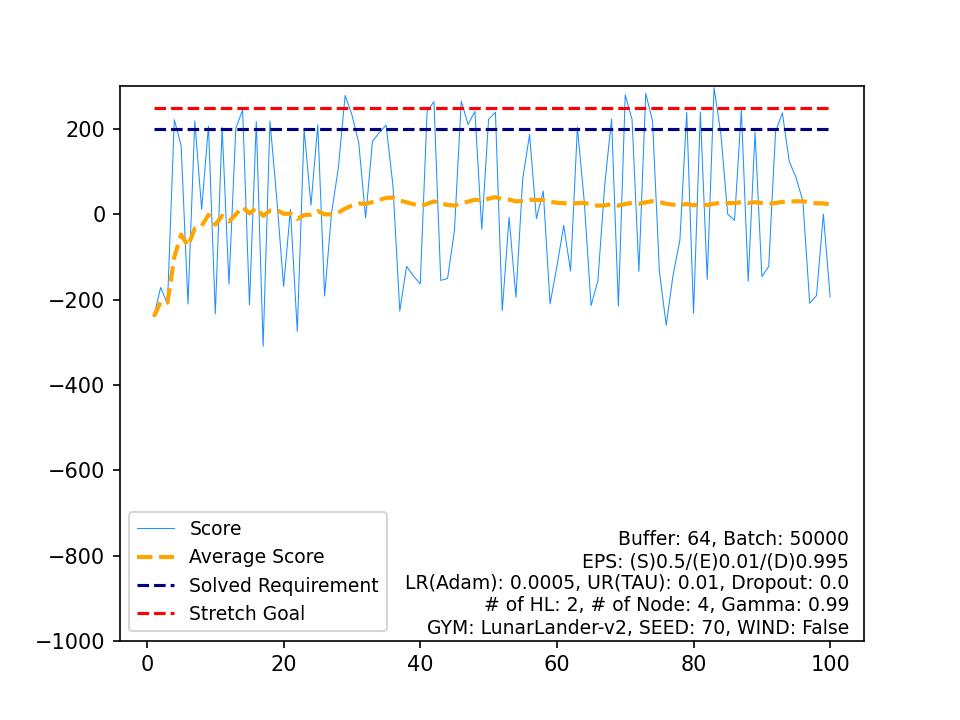 200
0
−200
−400
−600
−800
−1000
Score
Average Score
Solved Requirement
Stretch Goal
Buffer: 64, Batch: 50000
EPS: (S)0.5/(E)0.01/(D)0.995
LR(Adam): 0.0005, UR(TAU): 0.01, Dropout: 0.0
# of HL: 2, # of Node: 4, Gamma: 0.99
GYM: LunarLander-v2, SEED: 70, WIND: False
0 20 40 60 80 100